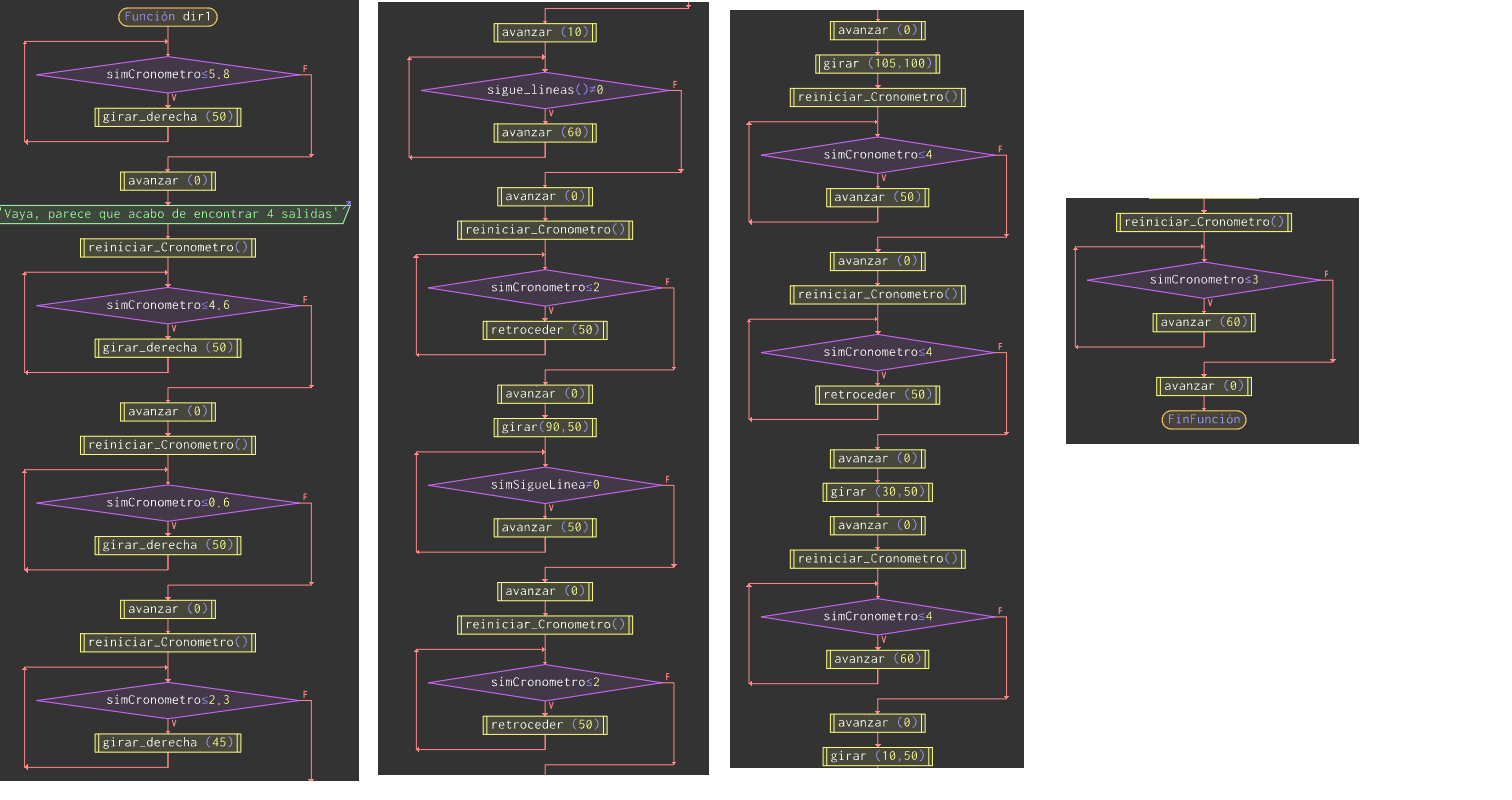 Función dir1
simCronometro≤5.8
F
V
girar_derecha (50)
avanzar (0)
'Vaya, parece que acabo de encontrar 4 salidas'
reiniciar_Cronometro()
simCronometro≤4.6
F
V
girar_derecha (50)
avanzar (0)
reiniciar_Cronometro()
simCronometro≤0.6
F
V
girar_derecha (50)
avanzar (0)
reiniciar_Cronometro()
simCronometro≤2.3
F
V
girar_derecha (45)
avanzar (10)
sigue_lineas()≠0
F
V
avanzar (60)
avanzar (0)
reiniciar_Cronometro()
simCronometro≤2
F
V
retroceder (50)
avanzar (0)
girar(90,50)
simSigueLinea≠0
F
V
avanzar (50)
avanzar (0)
reiniciar_Cronometro()
simCronometro≤2
F
V
retroceder (50)
avanzar (0)
girar (105,100)
reiniciar_Cronometro()
simCronometro≤4
F
V
avanzar (50)
avanzar (0)
reiniciar_Cronometro()
simCronometro≤4
F
V
retroceder (50)
avanzar (0)
girar (30,50)
avanzar (0)
reiniciar_Cronometro()
simCronometro≤4
F
V
avanzar (60)
avanzar (0)
girar (10,50)
reiniciar_Cronometro()
simCronometro≤3
F
V
avanzar (60)
avanzar (0)
FinFunción